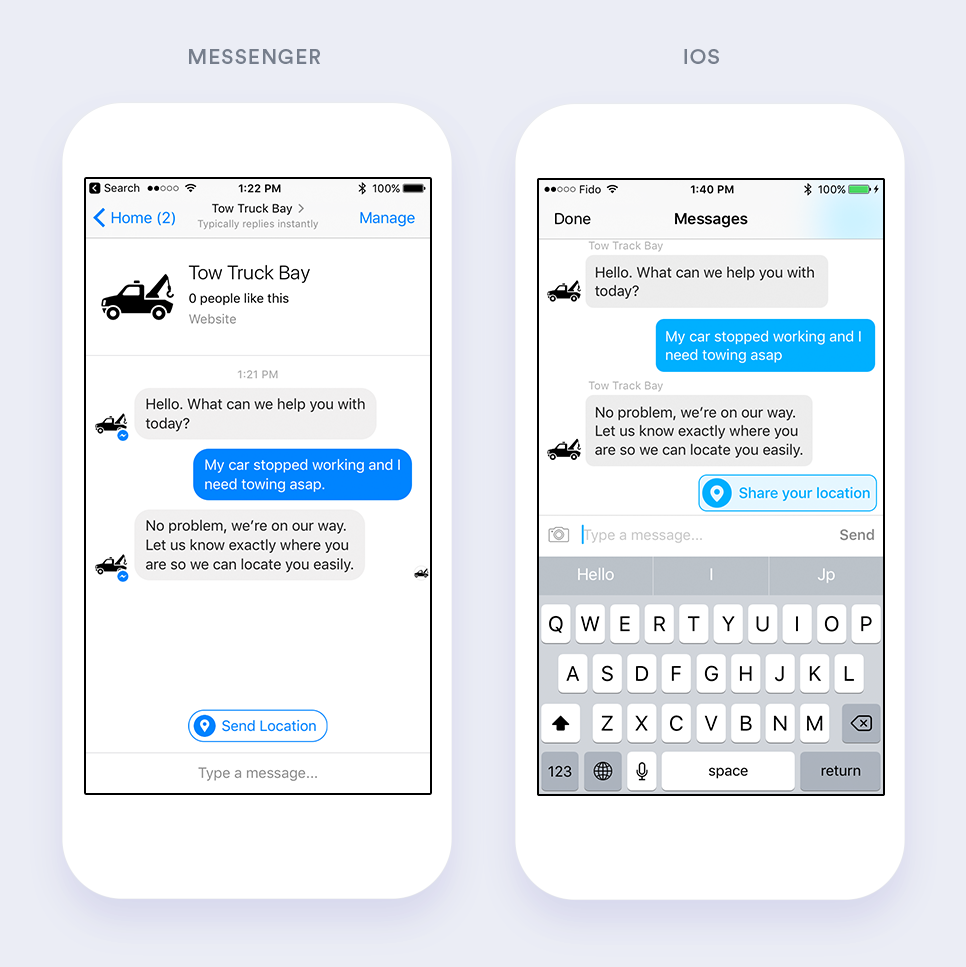 MESSENGER
Search
1:22 PM
100%
Home (2)
Tow Truck Bay
Typically replies instantly
Manage
Tow Truck Bay
0 people like this
Website
1:21 PM
Hello. What can we help you with
today?
My car stopped working and I
need towing asap.
No problem, we're on our way.
Let us know exactly where you
are so we can locate you easily.
Send Location
Type a message...
IOS
Fido
1:40 PM
100%
Done
Messages
Tow Track Bay
Hello. What can we help you with
today?
My car stopped working and I
need towing asap
Tow Track Bay
No problem, we're on our way.
Let us know exactly where you
are so we can locate you easily.
Share your location
Type a message...
Send
Hello
I
Jp
Q W E R T Y U I O P
A S D F G H J K L
Z X C V B N M
123
space
return